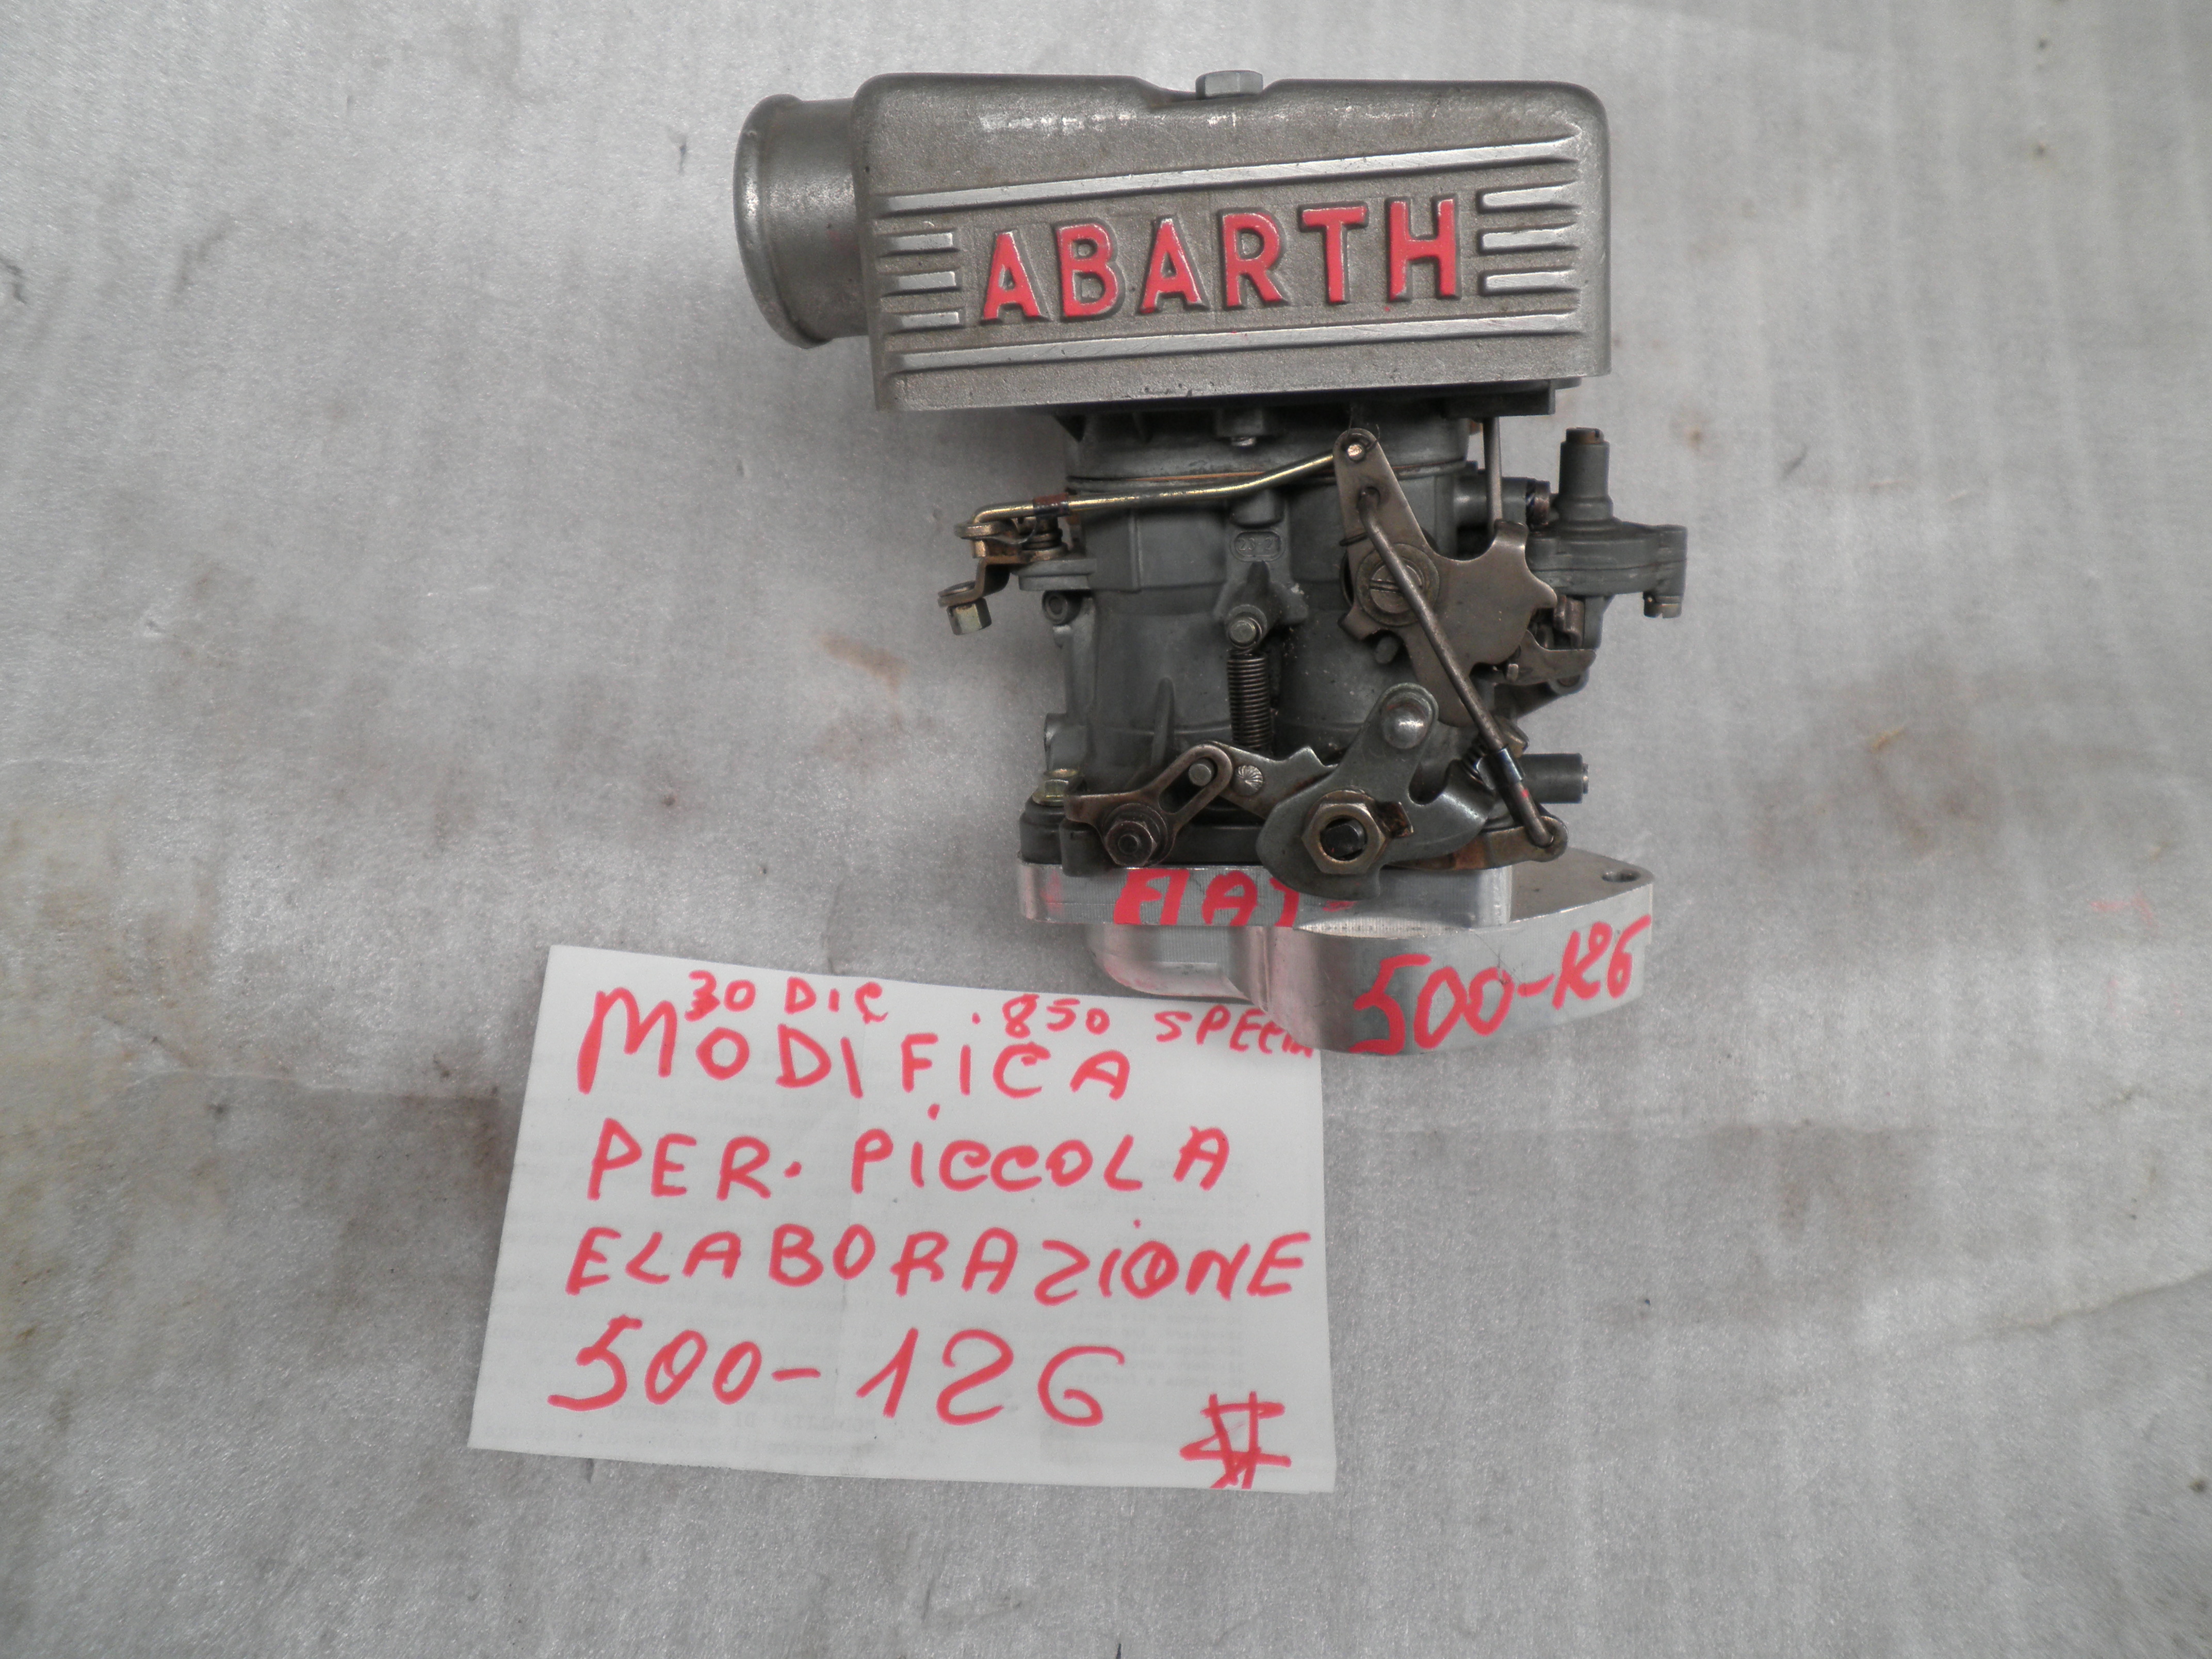 ABARTH
FIAT
500-126
30 DIC .850 SPECIA
MODIFICA
PER. PICCOLA
ELABORAZIONE
500-126